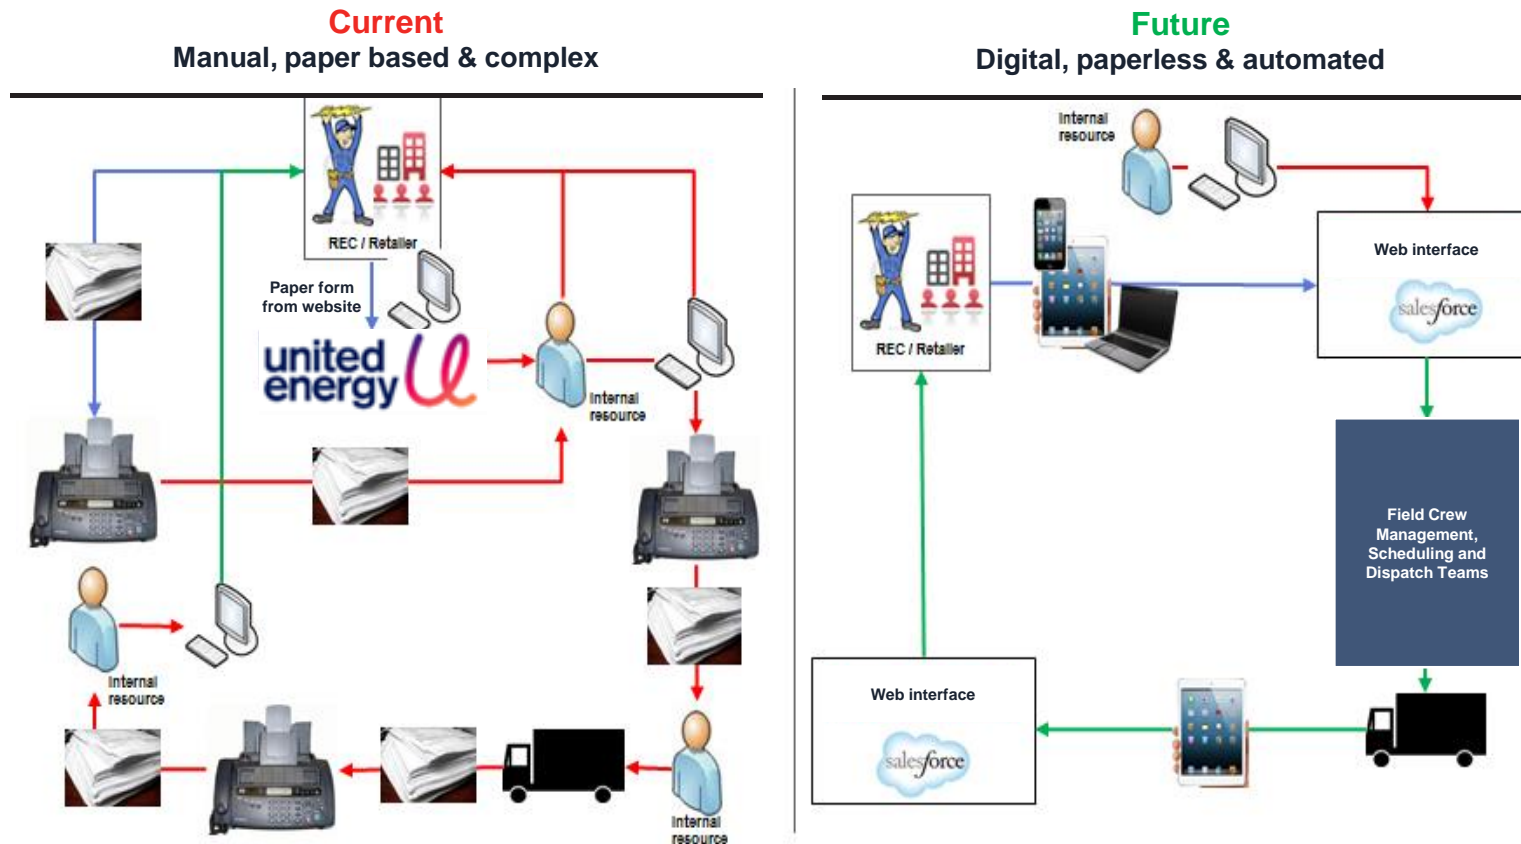 Current
Manual, paper based & complex
REC / Retailer
Paper form
from website
united
energy
Internal
resource
Internal
resource
Internal
resource
Future
Digital, paperless & automated
Internal
resource
REC / Retailer
Web interface
salesforce
Field Crew
Management,
Scheduling and
Dispatch Teams
Web interface
salesforce